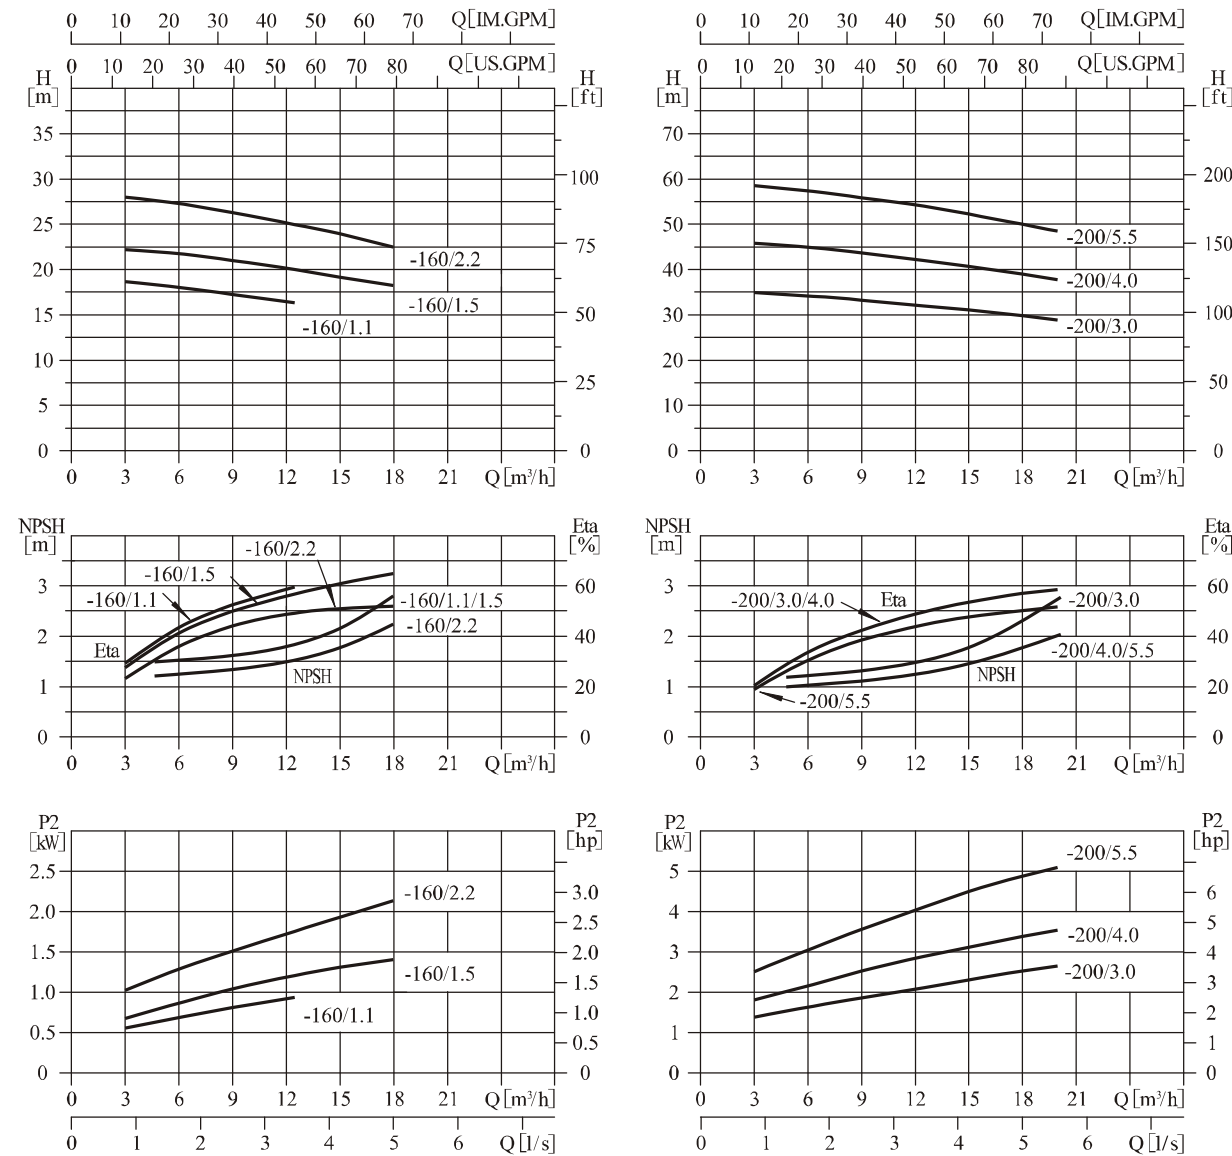 0 10 20 30 40 50 60 70 Q[IM.GPM]
0 10 20 30 40 50 60 70 80 Q[US.GPM]
H
[m]
H
[ft]
35
30
25
20
15
10
5
0
100
75
50
25
0
-160/2.2
-160/1.5
-160/1.1
0 3 6 9 12 15 18 21 Q[m³/h]
0 10 20 30 40 50 60 70 Q[IM.GPM]
0 10 20 30 40 50 60 70 80 Q[US.GPM]
H
[m]
H
[ft]
70
60
50
40
30
20
10
0
200
150
100
50
0
-200/5.5
-200/4.0
-200/3.0
0 3 6 9 12 15 18 21 Q[m³/h]
NPSH
[m]
Eta
[%]
3
2
1
0
60
40
20
0
-160/2.2
-160/1.5
-160/1.1
-160/1.1/1.5
-160/2.2
Eta
NPSH
0 3 6 9 12 15 18 21 Q[m³/h]
NPSH
[m]
Eta
[%]
3
2
1
0
60
40
20
0
-200/3.0/4.0
Eta
-200/3.0
-200/4.0/5.5
NPSH
-200/5.5
0 3 6 9 12 15 18 21 Q[m³/h]
P2
[kW]
P2
[hp]
2.5
2.0
1.5
1.0
0.5
0
3.0
2.5
2.0
1.5
1.0
0.5
0
-160/2.2
-160/1.5
-160/1.1
0 3 6 9 12 15 18 21 Q[m³/h]
0 1 2 3 4 5 6 Q[l/s]
P2
[kW]
P2
[hp]
5
4
3
2
1
0
6
5
4
3
2
1
0
-200/5.5
-200/4.0
-200/3.0
0 3 6 9 12 15 18 21 Q[m³/h]
0 1 2 3 4 5 6 Q[l/s]